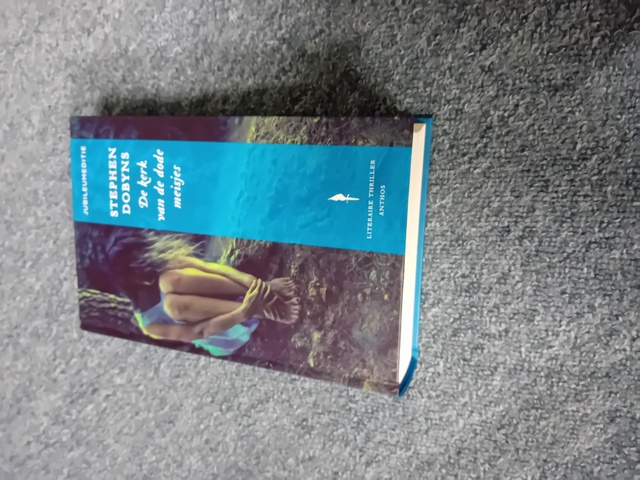 JUBILEUMEDITIE
STEPHEN
DOBYNS
De kerk
van de dode
meisjes
LITERAIRE THRILLER
ANTHOS